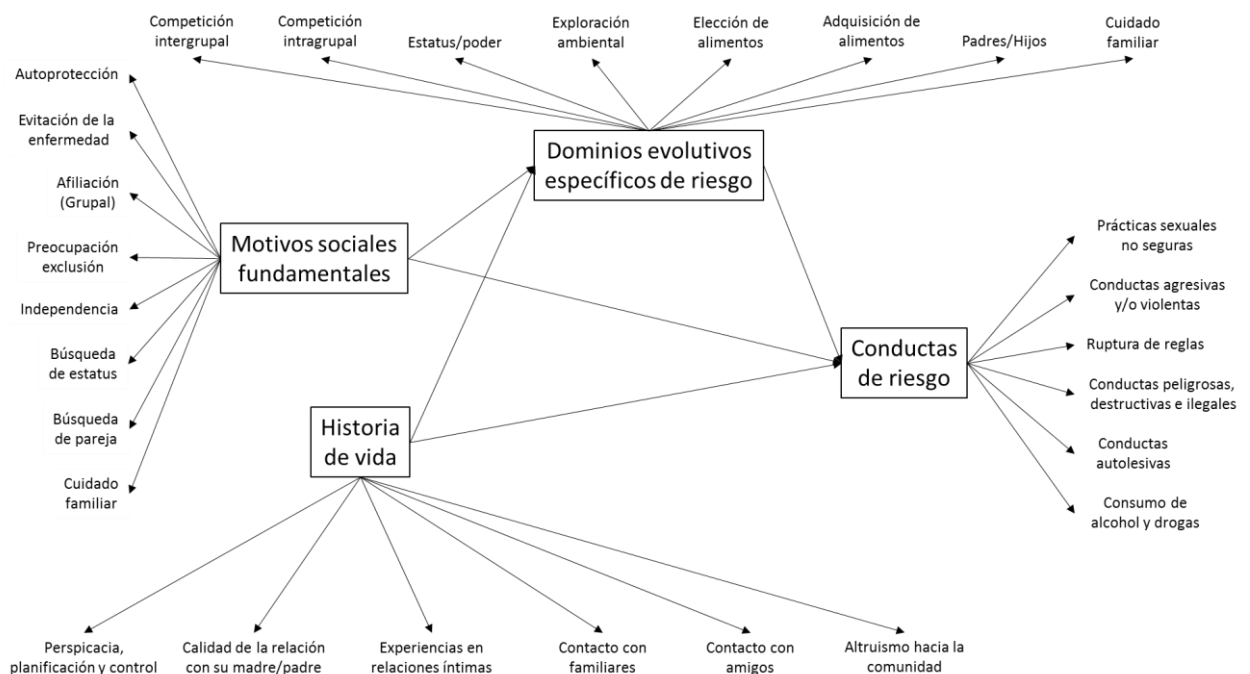 Competición
intergrupal
Competición
intragrupal
Estatus/poder
Exploración
ambiental
Elección de
alimentos
Adquisición de
alimentos
Padres/Hijos
Cuidado
familiar
Autoprotección
Evitación de la
enfermedad
Afiliación
(Grupal)
Preocupación
exclusión
Independencia
Búsqueda
de estatus
Búsqueda
de pareja
Cuidado
familiar
Dominios evolutivos
específicos de riesgo
Motivos sociales
fundamentales
Historia
de vida
Conductas
de riesgo
Prácticas sexuales
no seguras
Conductas agresivas
y/o violentas
Ruptura de reglas
Conductas peligrosas,
destructivas e ilegales
Conductas
autolesivas
Consumo de
alcohol y drogas
Perspicacia,
planificación y control
Calidad de la relación
con su madre/padre
Experiencias en
relaciones íntimas
Contacto con
familiares
Contacto con
amigos
Altruismo hacia la
comunidad